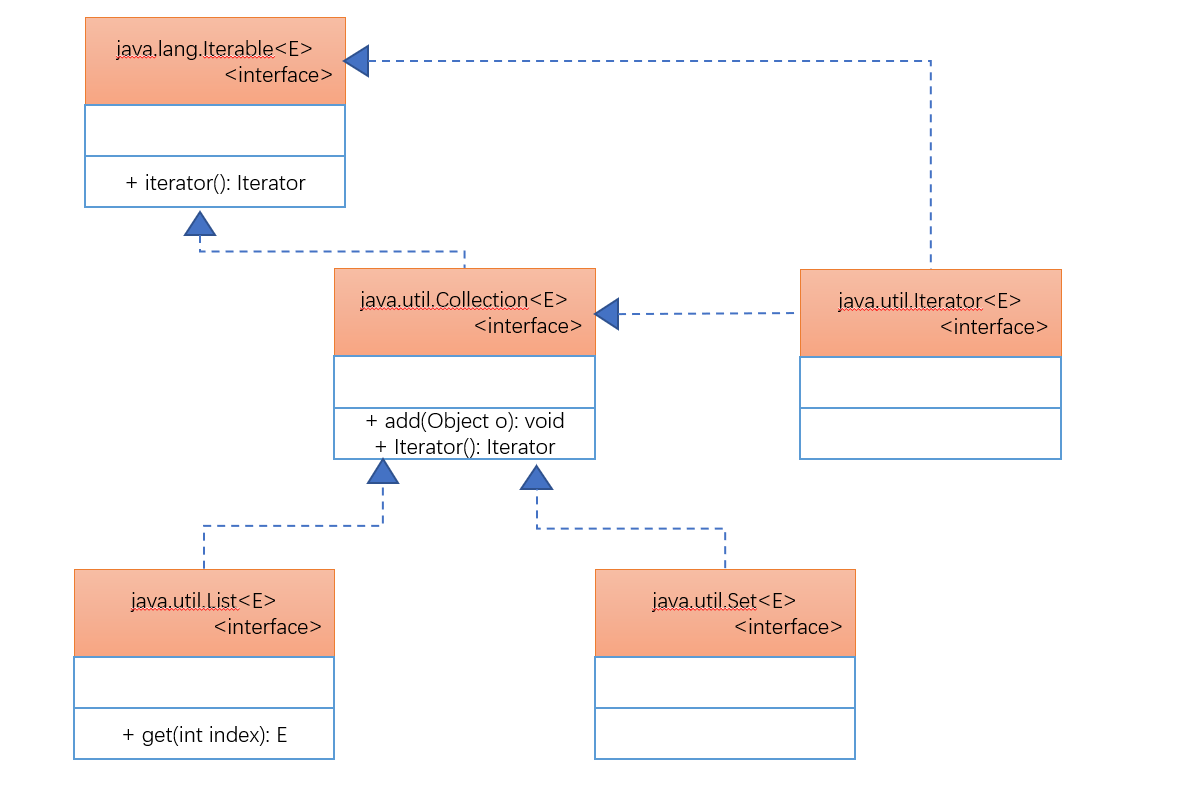 java.lang.Iterable<E>
<interface>
+ iterator(): Iterator
java.util.Collection<E>
<interface>
+ add(Object o): void
+ Iterator(): Iterator
java.util.Iterator<E>
<interface>
java.util.List<E>
<interface>
+ get(int index): E
java.util.Set<E>
<interface>